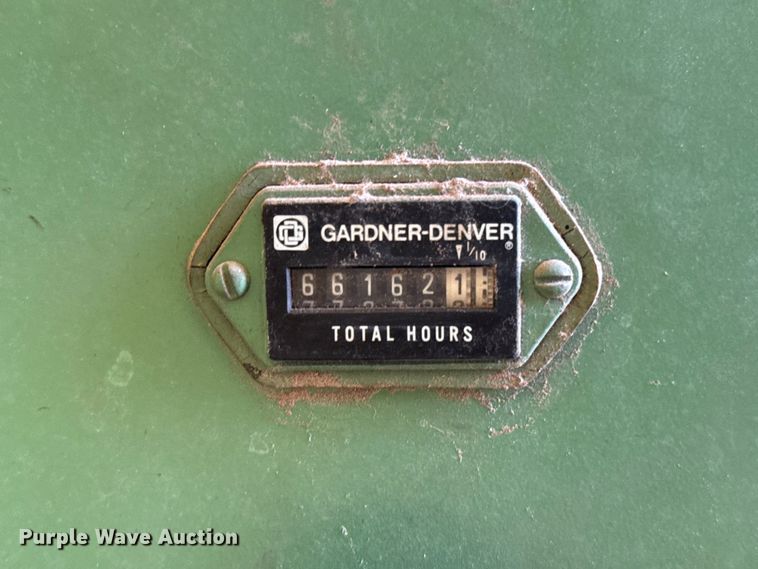 GARDNER-DENVER®
1/10
661621
TOTAL HOURS
Purple Wave Auction